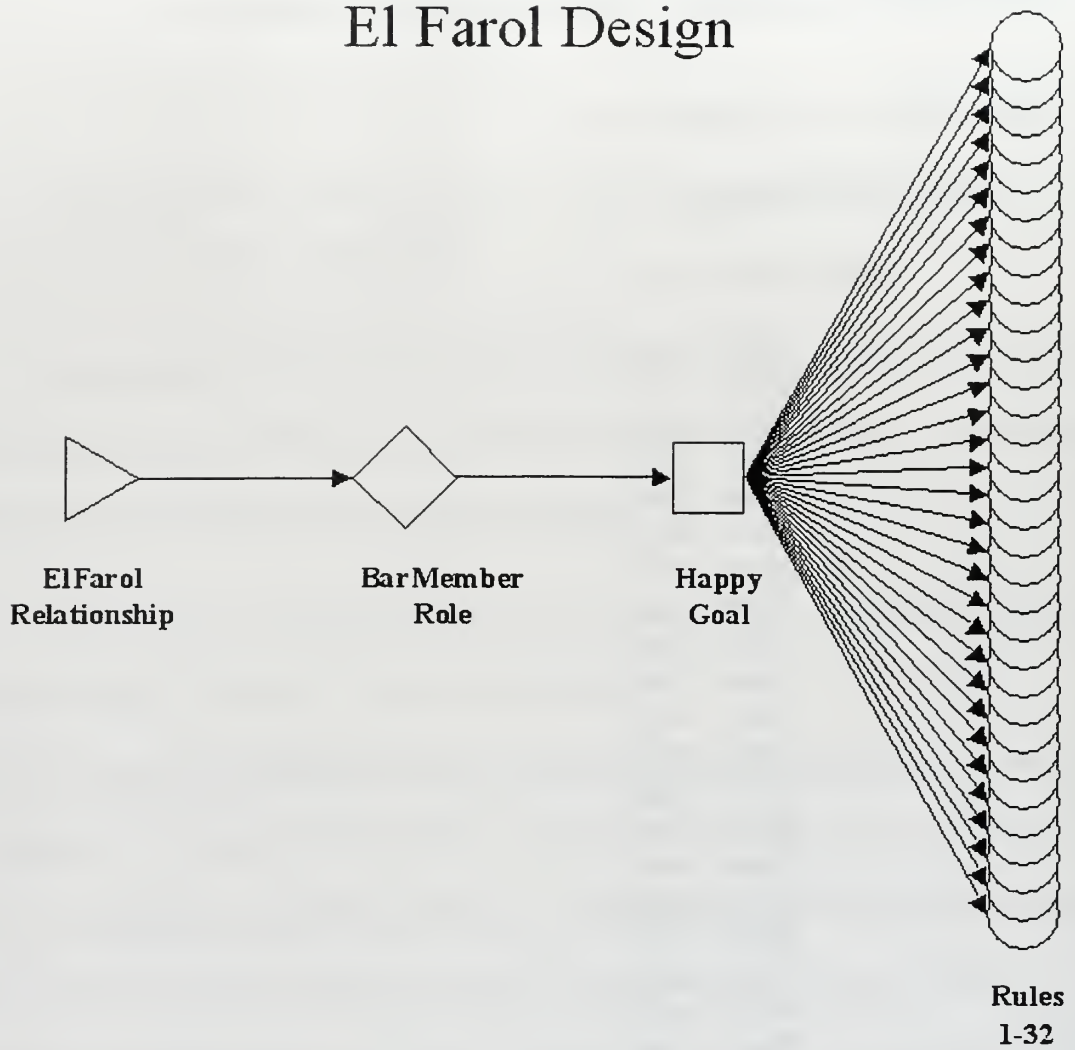 El Farol Design
ElFarol
Relationship
BarMember
Role
Happy
Goal
Rules
1-32